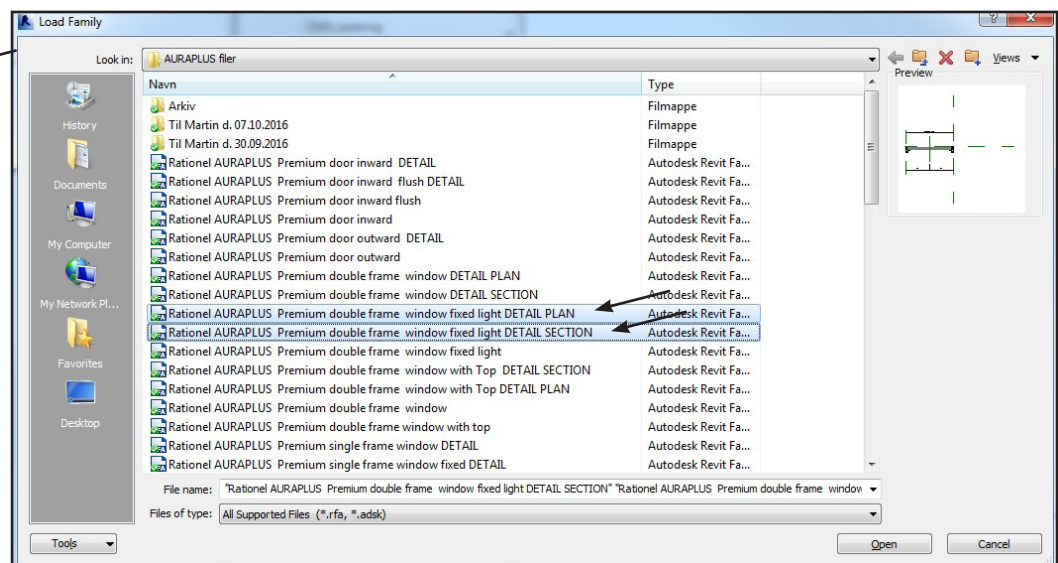 Load Family
Look in: AURAPLUS filer Views
Navn Type
Preview
Arkiv Filmappe
Til Martin d. 07.10.2016 Filmappe
Til Martin d. 30.09.2016 Filmappe
Rationel AURAPLUS Premium door inward DETAIL Autodesk Revit Fa...
Rationel AURAPLUS Premium door inward flush DETAIL Autodesk Revit Fa...
Rationel AURAPLUS Premium door inward flush Autodesk Revit Fa...
Rationel AURAPLUS Premium door inward Autodesk Revit Fa...
Rationel AURAPLUS Premium door outward DETAIL Autodesk Revit Fa...
Rationel AURAPLUS Premium door outward Autodesk Revit Fa...
Rationel AURAPLUS Premium double frame window DETAIL PLAN Autodesk Revit Fa...
Rationel AURAPLUS Premium double frame window DETAIL SECTION Autodesk Revit Fa...
Rationel AURAPLUS Premium double frame window fixed light DETAIL PLAN Autodesk Revit Fa...
Rationel AURAPLUS Premium double frame window fixed light DETAIL SECTION Autodesk Revit Fa...
Rationel AURAPLUS Premium double frame window fixed light Autodesk Revit Fa...
Rationel AURAPLUS Premium double frame window with Top DETAIL SECTION Autodesk Revit Fa...
Rationel AURAPLUS Premium double frame window with Top DETAIL PLAN Autodesk Revit Fa...
Rationel AURAPLUS Premium double frame window Autodesk Revit Fa...
Rationel AURAPLUS Premium double frame window with top Autodesk Revit Fa...
Rationel AURAPLUS Premium single frame window DETAIL Autodesk Revit Fa...
Rationel AURAPLUS Premium single frame window fixed DETAIL Autodesk Revit Fa...
History
Documents
My Computer
My Network Pl...
Favorites
Desktop
File name: "Rationel AURAPLUS Premium double frame window fixed light DETAIL SECTION" "Rationel AURAPLUS Premium double frame window
Files of type: All Supported Files (*.rfa, *.adsk)
Tools Open Cancel